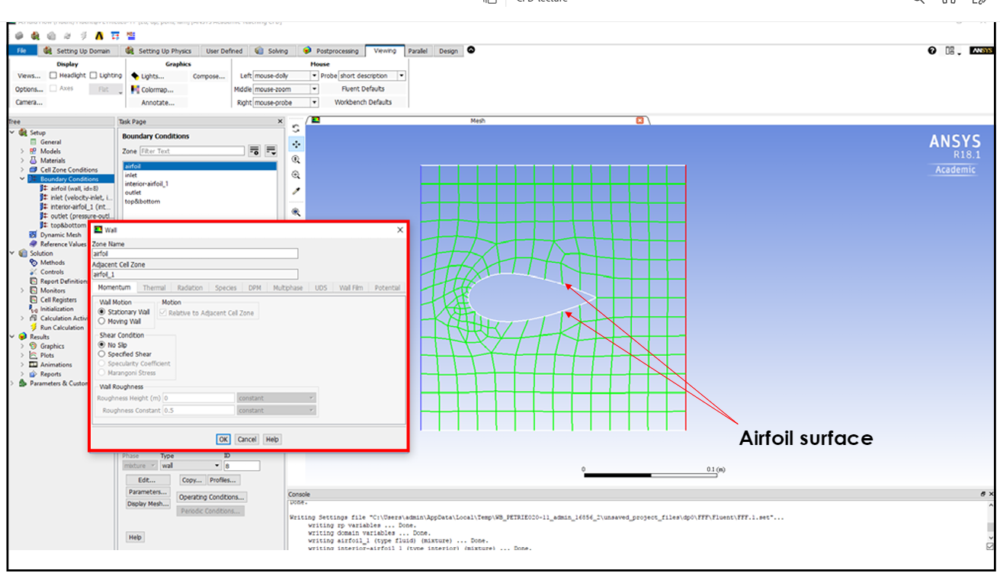 CFD lecture
File Setting Up Domain Setting Up Physics User Defined Solving Postprocessing Viewing Parallel Design
ANSYS
Display Graphics Mouse
Views... Headlight Lighting Lights... Compose... Left mouse-dolly Probe short description
Options... Axes Flat Colormap... Middle mouse-zoom Fluent Defaults
Camera... Annotate... Right mouse-probe Workbench Defaults
Tree
Setup
General
Models
Materials
Cell Zone Conditions
Boundary Conditions
airfoil (wall, id=8)
inlet (velocity-inlet, i...
interior-airfoil_1 (int...
outlet (pressure-outl...
top&bottom
Dynamic Mesh
Reference Values
Solution
Methods
Controls
Report Definition
Monitors
Cell Registers
Initialization
Calculation Activi
Run Calculation
Results
Graphics
Plots
Animations
Reports
Parameters & Custom
Task Page
Boundary Conditions
Zone Filter Text
airfoil
inlet
interior-airfoil_1
outlet
top&bottom
Wall
Zone Name
airfoil
Adjacent Cell Zone
airfoil_1
Momentum Thermal Radiation Species DPM Multiphase UDS Wall Film Potential
Wall Motion Motion
Stationary Wall Relative to Adjacent Cell Zone
Moving Wall
Shear Condition
No Slip
Specified Shear
Specularity Coefficient
Marangoni Stress
Wall Roughness
Roughness Height (m) 0 constant
Roughness Constant 0.5 constant
OK Cancel Help
Phase Type ID
mixture wall 8
Edit... Copy... Profiles...
Parameters... Operating Conditions...
Display Mesh... Periodic Conditions...
Help
Mesh
ANSYS
R18.1
Academic
Airfoil surface
0 0.1 (m)
Console
Done.
Writing Settings file "C:\Users\admin\AppData\Local\Temp\WB_PETRIE020-11_admin_16856_2\unsaved_project_files\dp0\FFF\Fluent\FFF.1.set"...
writing rp variables ... Done.
writing domain variables ... Done.
writing airfoil_1 (type fluid) (mixture) ... Done.
writing interior-airfoil_1 (type interior) (mixture) ... Done.